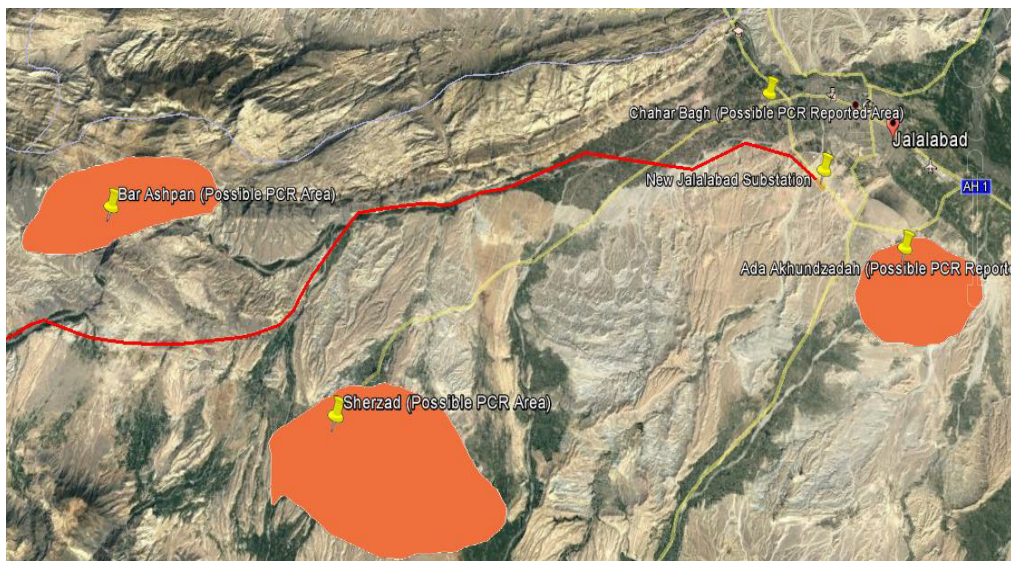 Chahar Bagh (Possible PCR Reported Area)
Jalalabad
New Jalalabad Substation
AH 1
Bar Ashpan (Possible PCR Area)
Ada Akhundzadah (Possible PCR Reporte
Sherzad (Possible PCR Area)